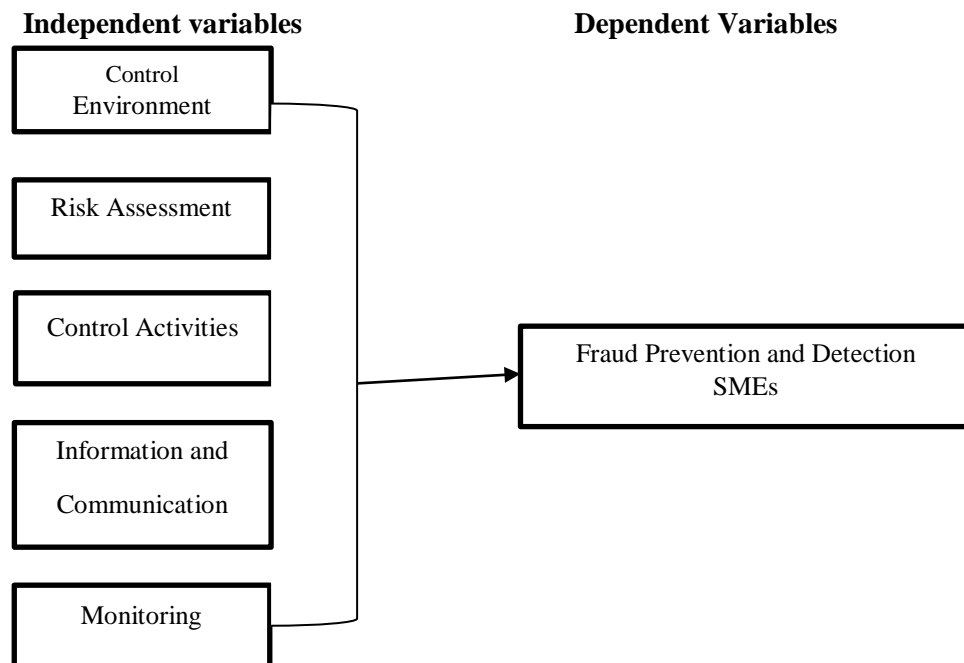 Independent variables
Dependent Variables
Control
Environment
Risk Assessment
Control Activities
Fraud Prevention and Detection
SMEs
Information and
Communication
Monitoring